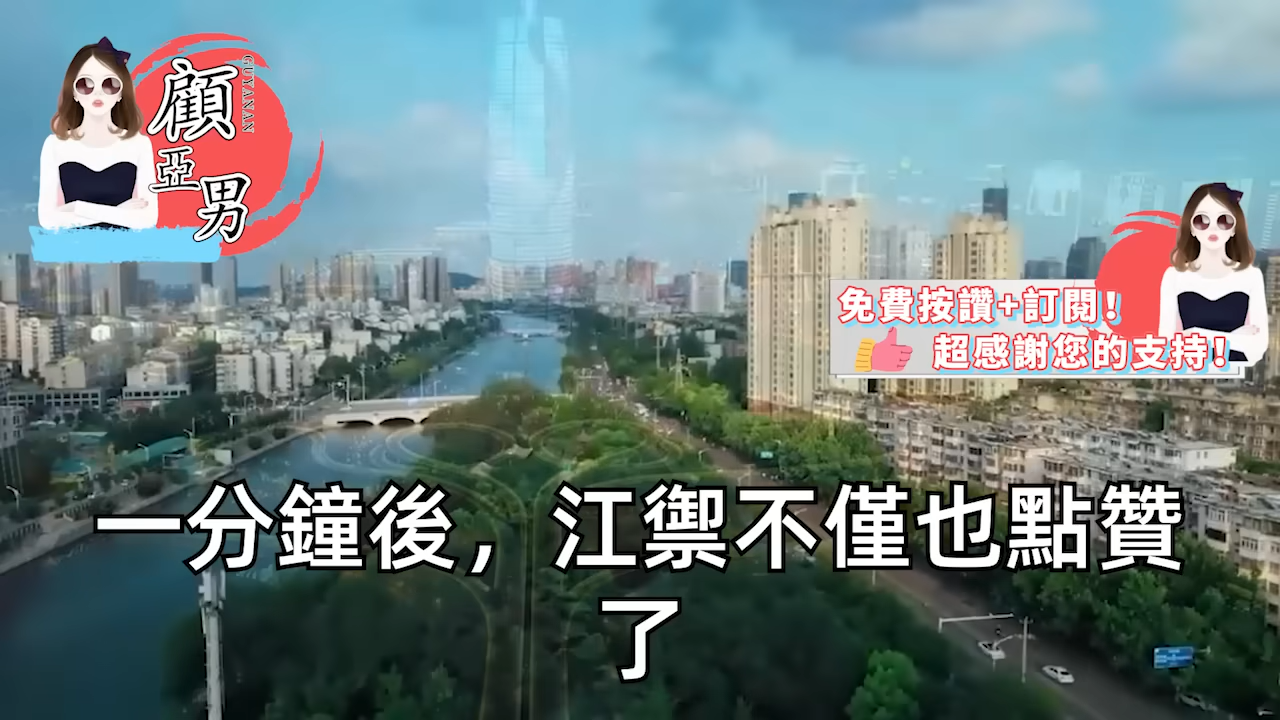 顧亞男
GUYANAN
免費按讚+訂閱！
超感謝您的支持！
一分鐘後，江禦不僅也點贊
了